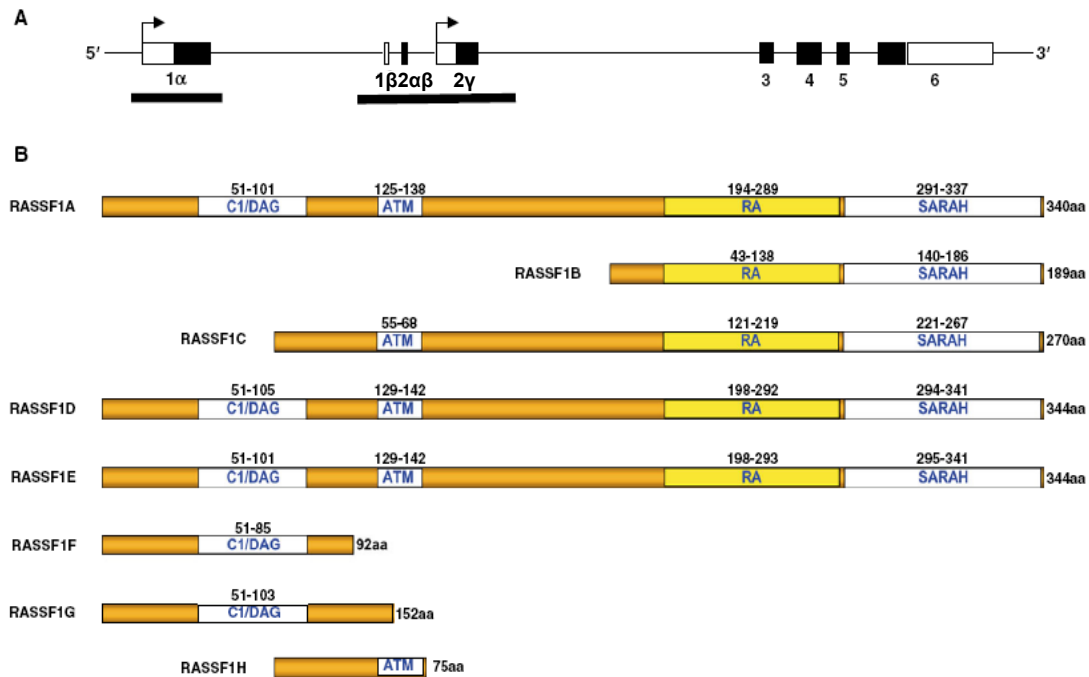 A
5′ 3′
1α 1β 2αβ 2γ 3 4 5 6
B
51-101 125-138 194-289 291-337
RASSF1A C1/DAG ATM RA SARAH 340aa
43-138 140-186
RASSF1B RA SARAH 189aa
55-68 121-219 221-267
RASSF1C ATM RA SARAH 270aa
51-105 129-142 198-292 294-341
RASSF1D C1/DAG ATM RA SARAH 344aa
51-101 129-142 198-293 295-341
RASSF1E C1/DAG ATM RA SARAH 344aa
51-85
RASSF1F C1/DAG 92aa
51-103
RASSF1G C1/DAG 152aa
RASSF1H ATM 75aa